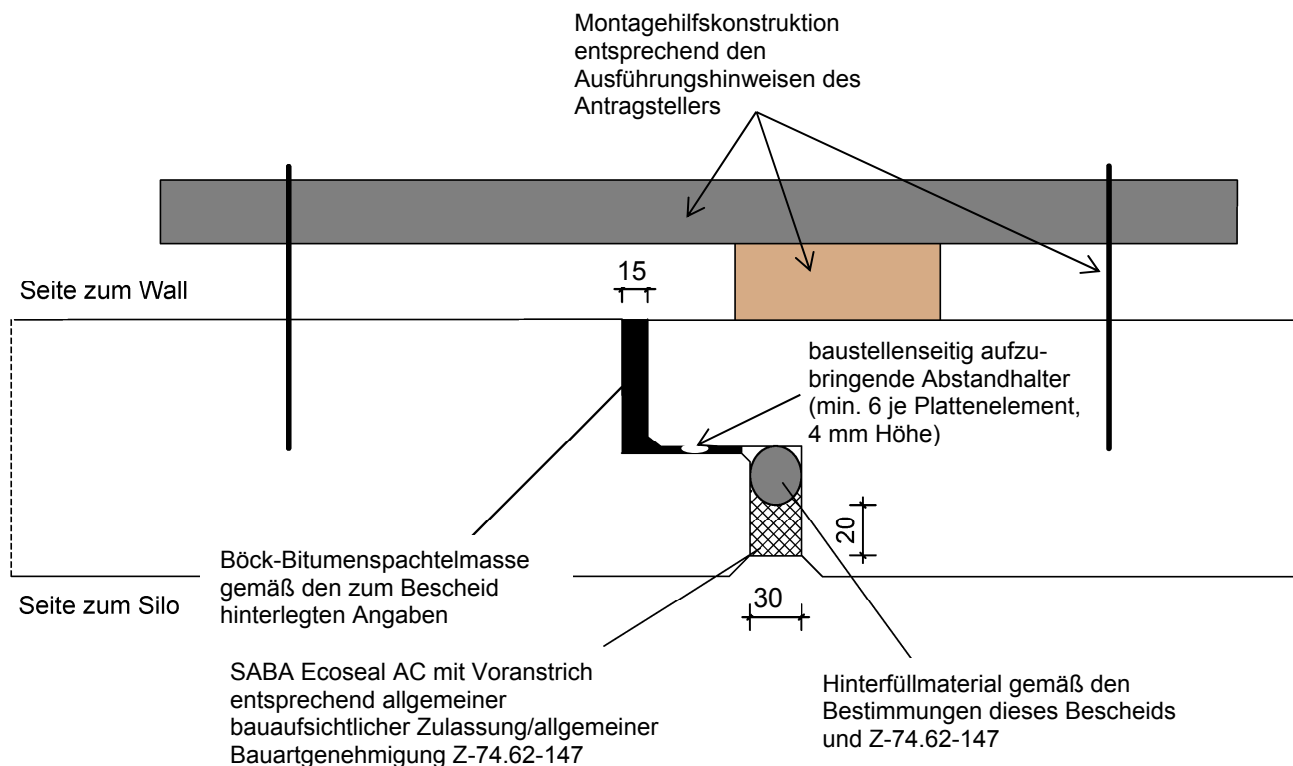 Montagehilfskonstruktion
entsprechend den
Ausführungshinweisen des
Antragstellers
15
Seite zum Wall
baustellenseitig aufzu-
bringende Abstandhalter
(min. 6 je Plattenelement,
4 mm Höhe)
20
Böck-Bitumenspachtelmasse
gemäß den zum Bescheid
hinterlegten Angaben
Seite zum Silo
30
SABA Ecoseal AC mit Voranstrich
entsprechend allgemeiner
bauaufsichtlicher Zulassung/allgemeiner
Bauartgenehmigung Z-74.62-147
Hinterfüllmaterial gemäß den
Bestimmungen dieses Bescheids
und Z-74.62-147